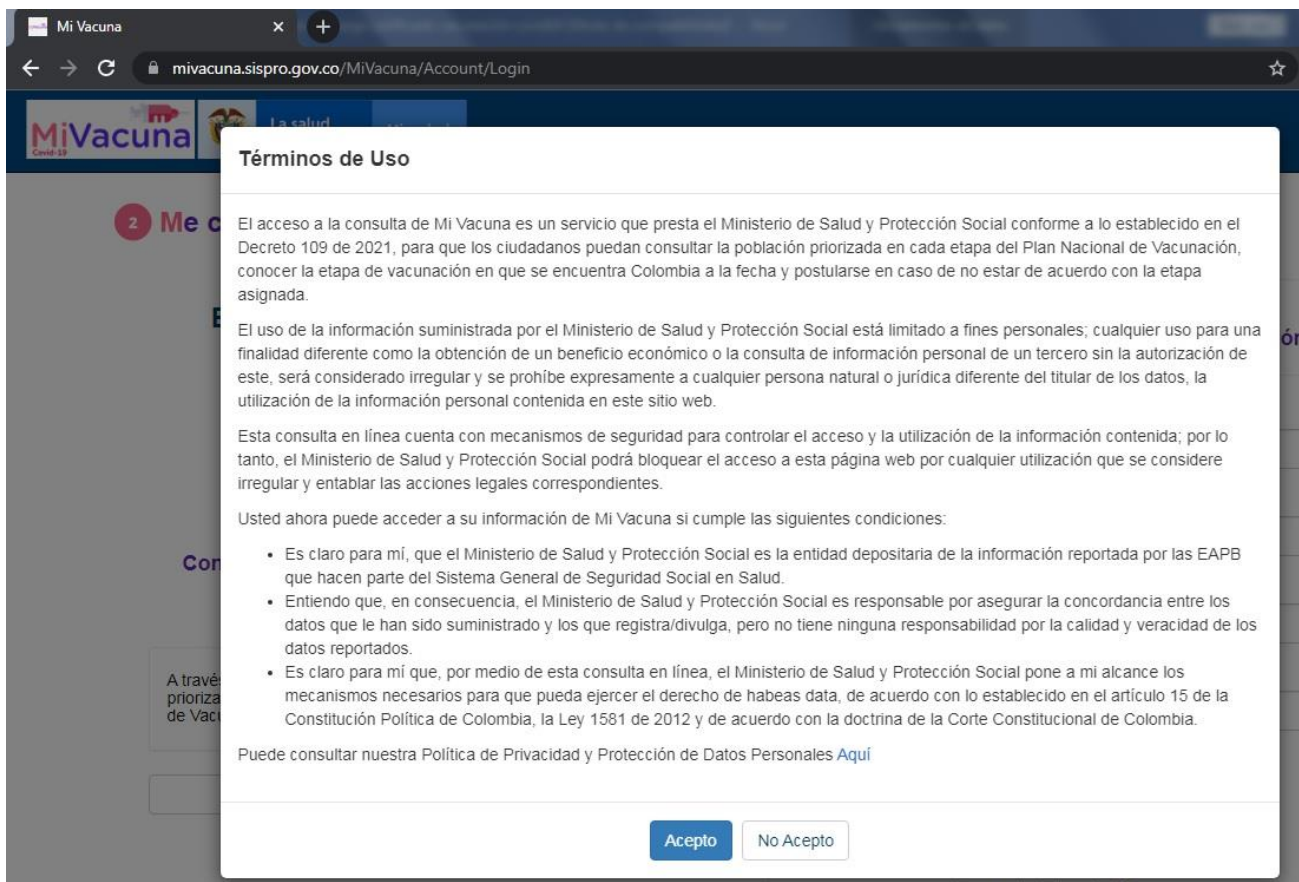 Mi Vacuna
mivacuna.sispro.gov.co/MiVacuna/Account/Login
MiVacuna
Covid-19
La salud
Términos de Uso
2 Me c
El acceso a la consulta de Mi Vacuna es un servicio que presta el Ministerio de Salud y Protección Social conforme a lo establecido en el
Decreto 109 de 2021, para que los ciudadanos puedan consultar la población priorizada en cada etapa del Plan Nacional de Vacunación,
conocer la etapa de vacunación en que se encuentra Colombia a la fecha y postularse en caso de no estar de acuerdo con la etapa
asignada.
El uso de la información suministrada por el Ministerio de Salud y Protección Social está limitado a fines personales; cualquier uso para una
finalidad diferente como la obtención de un beneficio económico o la consulta de información personal de un tercero sin la autorización de
este, será considerado irregular y se prohíbe expresamente a cualquier persona natural o jurídica diferente del titular de los datos, la
utilización de la información personal contenida en este sitio web.
Esta consulta en línea cuenta con mecanismos de seguridad para controlar el acceso y la utilización de la información contenida; por lo
tanto, el Ministerio de Salud y Protección Social podrá bloquear el acceso a esta página web por cualquier utilización que se considere
irregular y entablar las acciones legales correspondientes.
Usted ahora puede acceder a su información de Mi Vacuna si cumple las siguientes condiciones:
• Es claro para mí, que el Ministerio de Salud y Protección Social es la entidad depositaria de la información reportada por las EAPB
que hacen parte del Sistema General de Seguridad Social en Salud.
• Entiendo que, en consecuencia, el Ministerio de Salud y Protección Social es responsable por asegurar la concordancia entre los
datos que le han sido suministrado y los que registra/divulga, pero no tiene ninguna responsabilidad por la calidad y veracidad de los
datos reportados.
• Es claro para mí que, por medio de esta consulta en línea, el Ministerio de Salud y Protección Social pone a mi alcance los
mecanismos necesarios para que pueda ejercer el derecho de habeas data, de acuerdo con lo establecido en el artículo 15 de la
Constitución Política de Colombia, la Ley 1581 de 2012 y de acuerdo con la doctrina de la Corte Constitucional de Colombia.
Puede consultar nuestra Política de Privacidad y Protección de Datos Personales Aquí
Con
A travé
prioriza
de Vac
Acepto
No Acepto